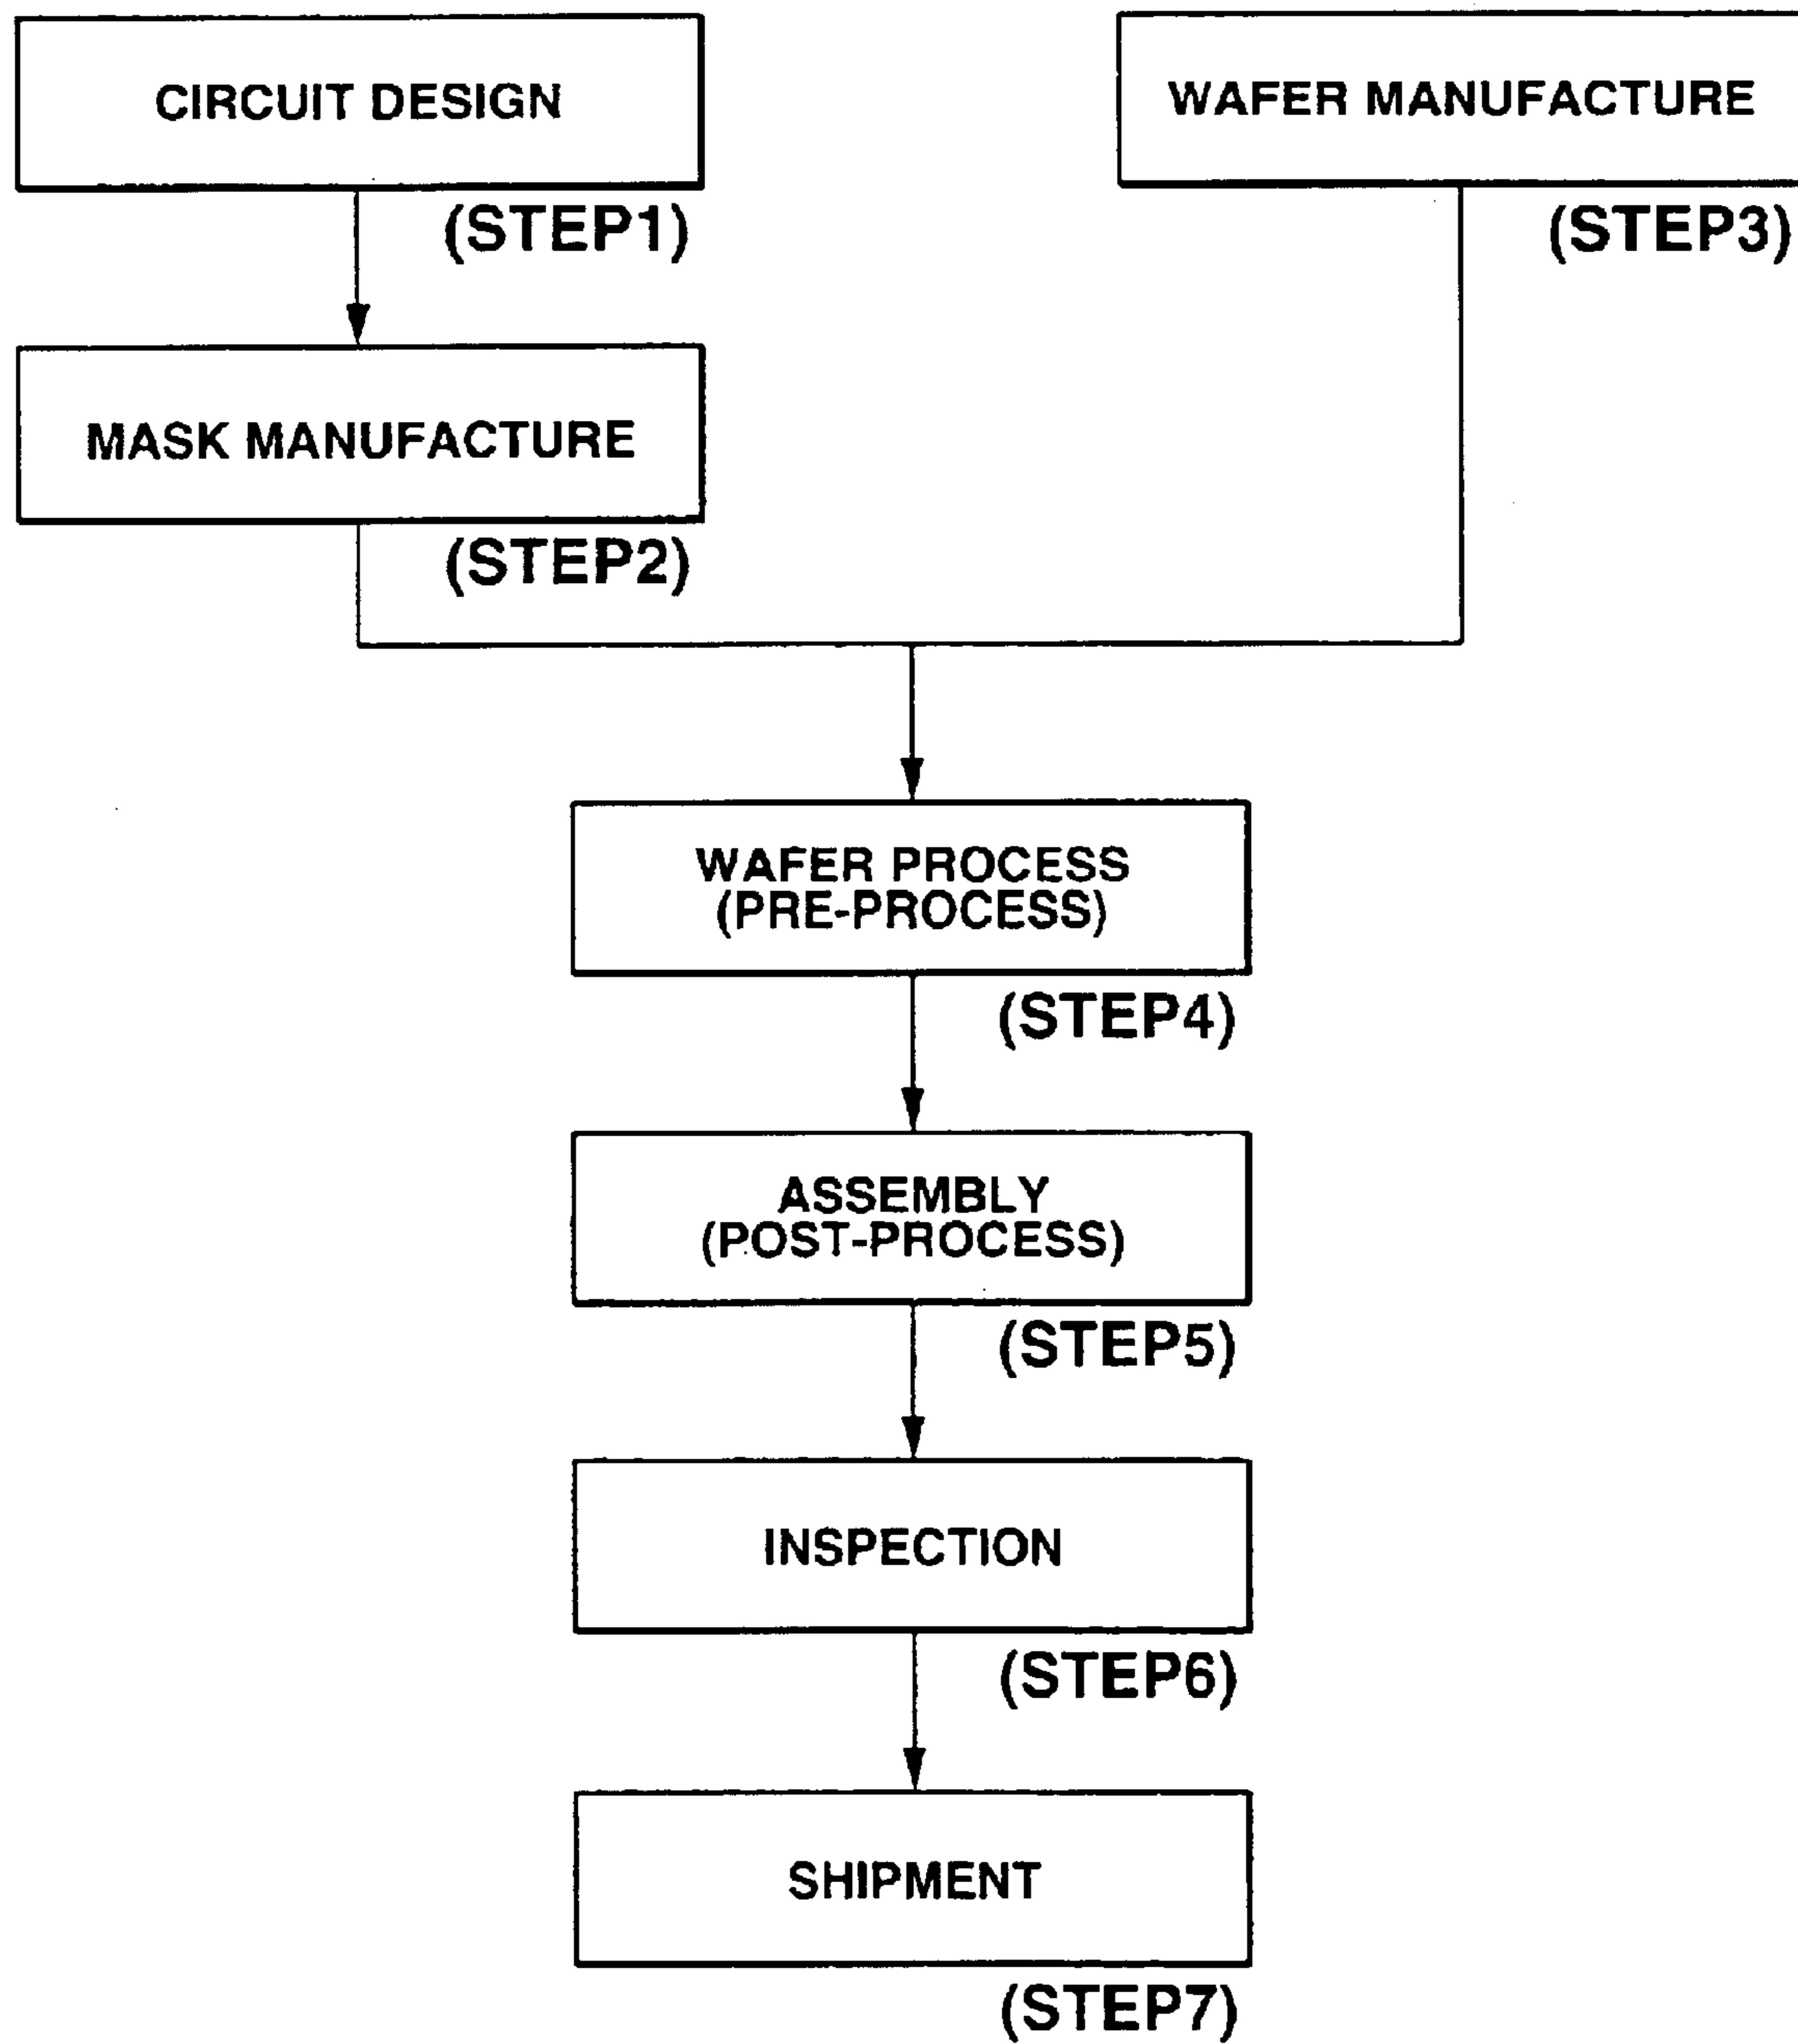 CIRCUIT DESIGN
(STEP1)
MASK MANUFACTURE
(STEP2)
WAFER MANUFACTURE
(STEP3)
WAFER PROCESS
(PRE-PROCESS)
(STEP4)
ASSEMBLY
(POST-PROCESS)
(STEP5)
INSPECTION
(STEP6)
SHIPMENT
(STEP7)